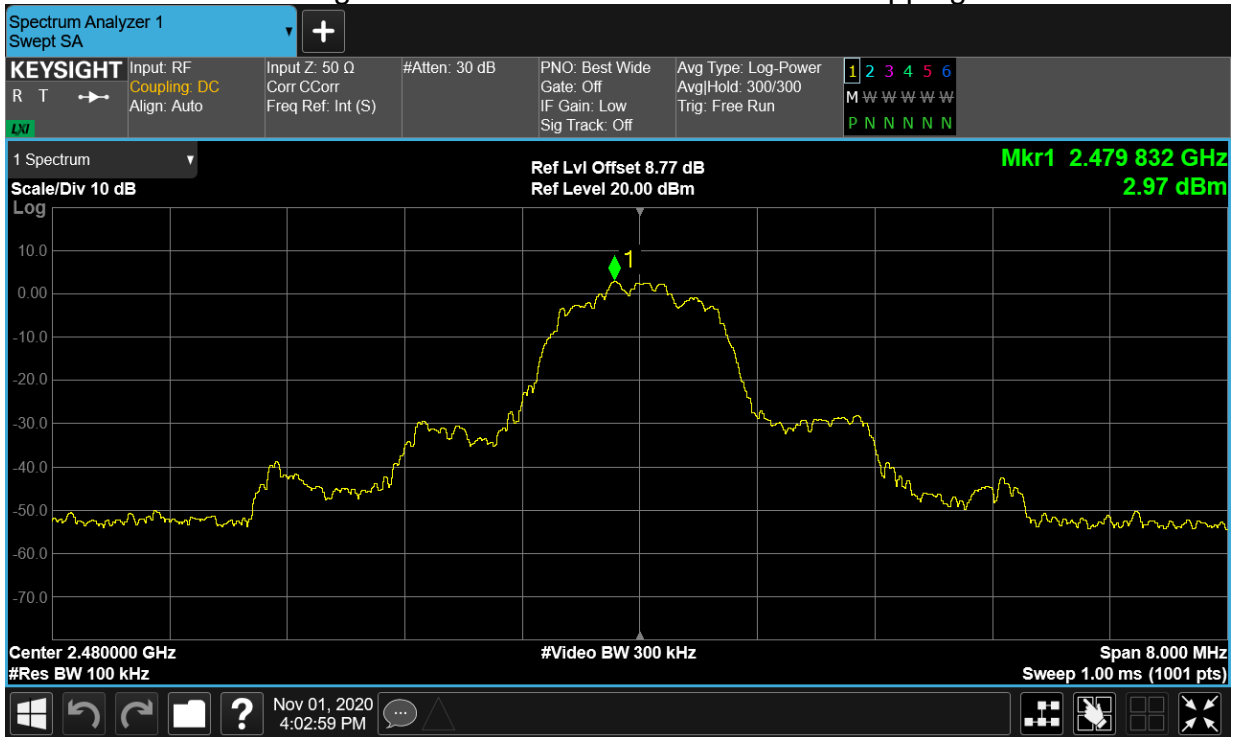 Spectrum Analyzer 1
Swept SA
KEYSIGHT
R T
LXI
Input: RF
Coupling: DC
Align: Auto
Input Z: 50 Ω
Corr CCorr
Freq Ref: Int (S)
#Atten: 30 dB
PNO: Best Wide
Gate: Off
IF Gain: Low
Sig Track: Off
Avg Type: Log-Power
Avg|Hold: 300/300
Trig: Free Run
1 2 3 4 5 6
M W W W W W
P N N N N N
1 Spectrum
Scale/Div 10 dB
Log
Ref Lvl Offset 8.77 dB
Ref Level 20.00 dBm
Mkr1 2.479 832 GHz
2.97 dBm
1
10.0
0.00
-10.0
-20.0
-30.0
-40.0
-50.0
-60.0
-70.0
Center 2.480000 GHz
#Res BW 100 kHz
#Video BW 300 kHz
Span 8.000 MHz
Sweep 1.00 ms (1001 pts)
?
Nov 01, 2020
4:02:59 PM